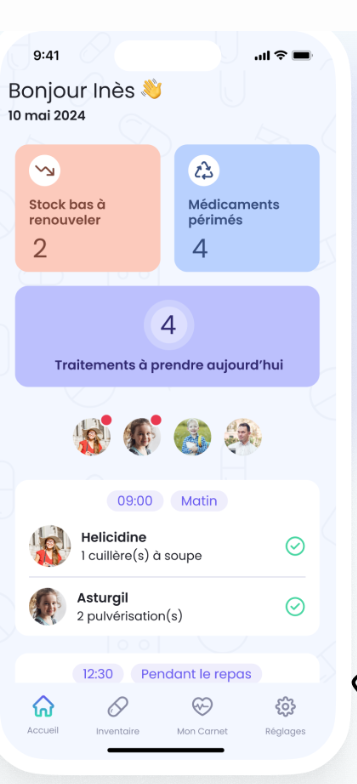 9:41
Bonjour Inès 👋
10 mai 2024
Stock bas à
renouveler
2
Médicaments
périmés
4
4
Traitements à prendre aujourd'hui
09:00 Matin
Helicidine
1 cuillère(s) à soupe
Asturgil
2 pulvérisation(s)
12:30 Pendant le repas
Accueil Inventaire Mon Carnet Réglages